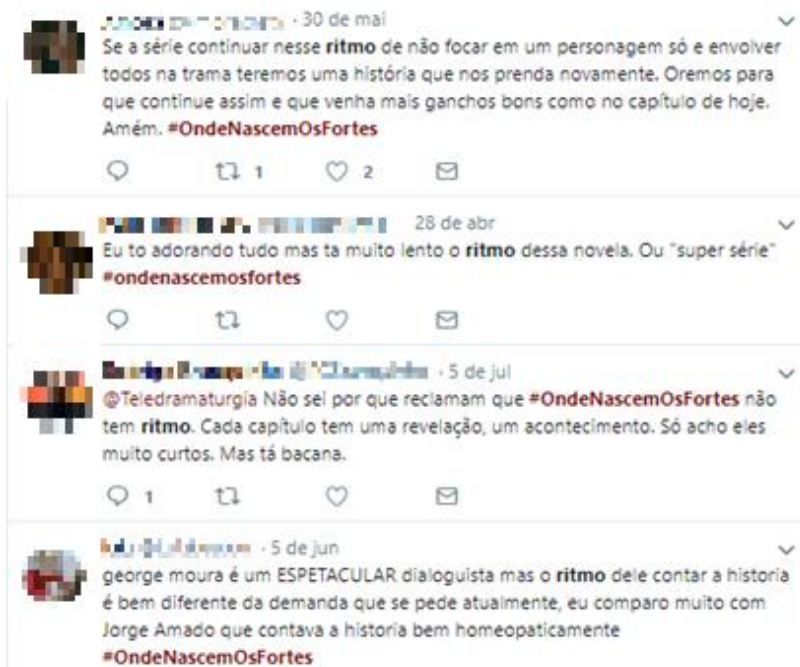 · 30 de mai
Se a série continuar nesse ritmo de não focar em um personagem só e envolver
todos na trama teremos uma história que nos prenda novamente. Oremos para
que continue assim e que venha mais ganchos bons como no capítulo de hoje.
Amém. #OndeNascemOsFortes
1 2
28 de abr
Eu to adorando tudo mas ta muito lento o ritmo dessa novela. Ou "super série"
#ondenascemosfortes
· 5 de jul
@Teledramaturgia Não sei por que reclamam que #OndeNascemOsFortes não
tem ritmo. Cada capítulo tem uma revelação, um acontecimento. Só acho eles
muito curtos. Mas tá bacana.
1
· 5 de jun
george moura é um ESPETACULAR dialoguista mas o ritmo dele contar a historia
é bem diferente da demanda que se pede atualmente, eu comparo muito com
Jorge Amado que contava a historia bem homeopaticamente
#OndeNascemOsFortes